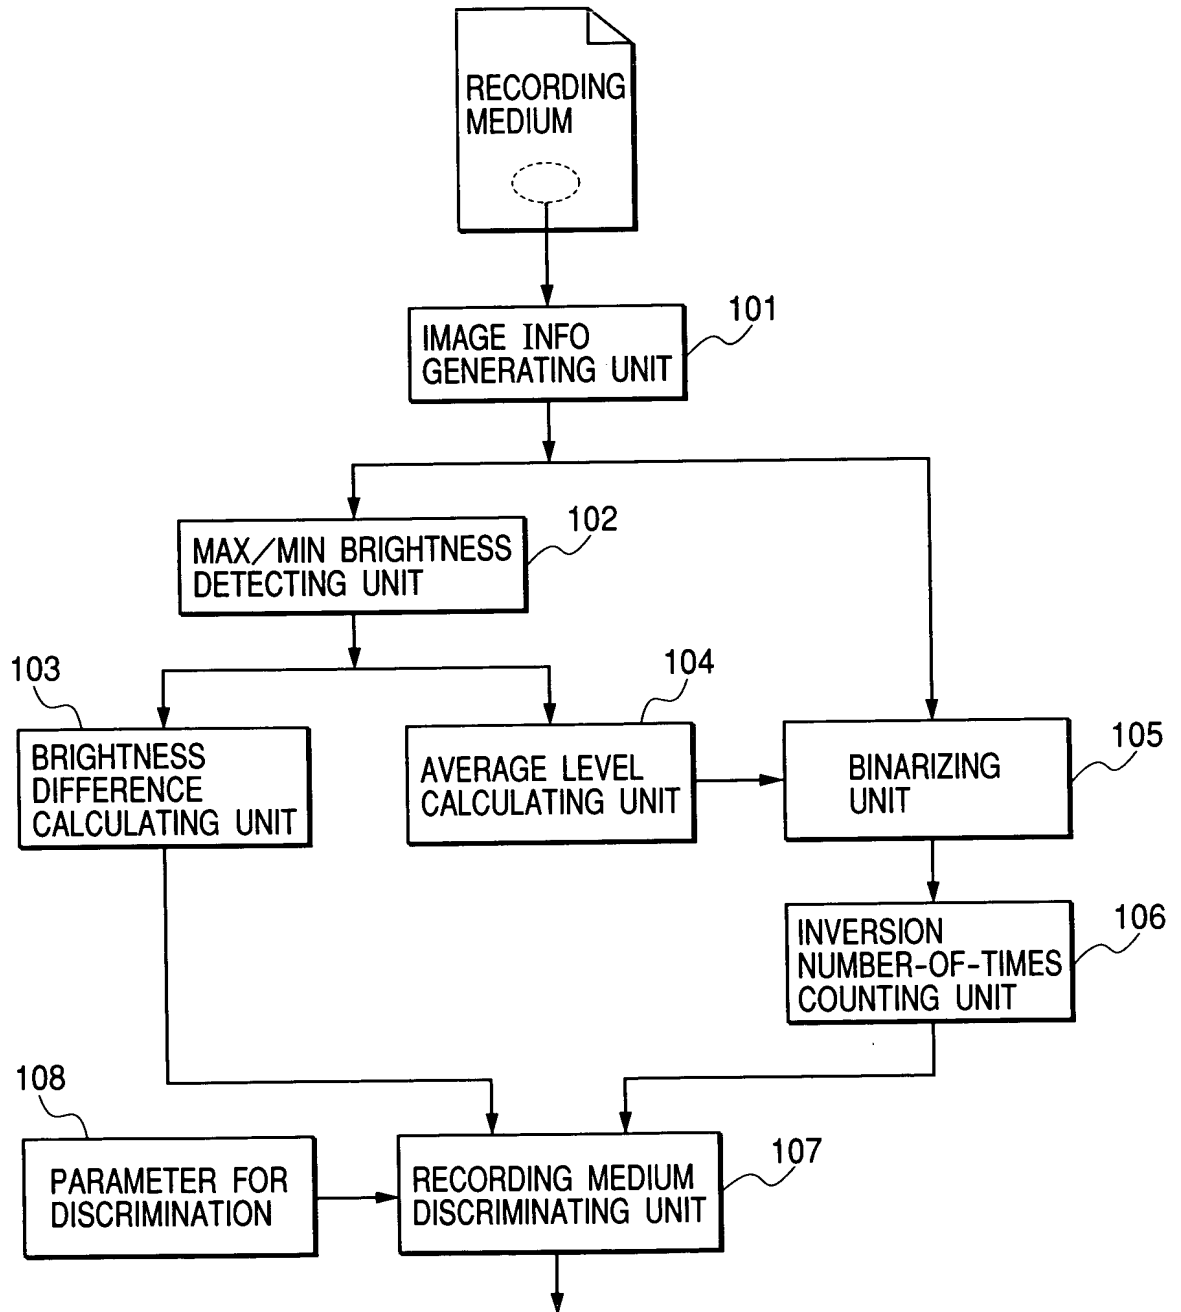 RECORDING
MEDIUM
101
IMAGE INFO
GENERATING UNIT
102
MAX/MIN BRIGHTNESS
DETECTING UNIT
103
BRIGHTNESS
DIFFERENCE
CALCULATING UNIT
104
AVERAGE LEVEL
CALCULATING UNIT
105
BINARIZING
UNIT
106
INVERSION
NUMBER-OF-TIMES
COUNTING UNIT
108
PARAMETER FOR
DISCRIMINATION
107
RECORDING MEDIUM
DISCRIMINATING UNIT